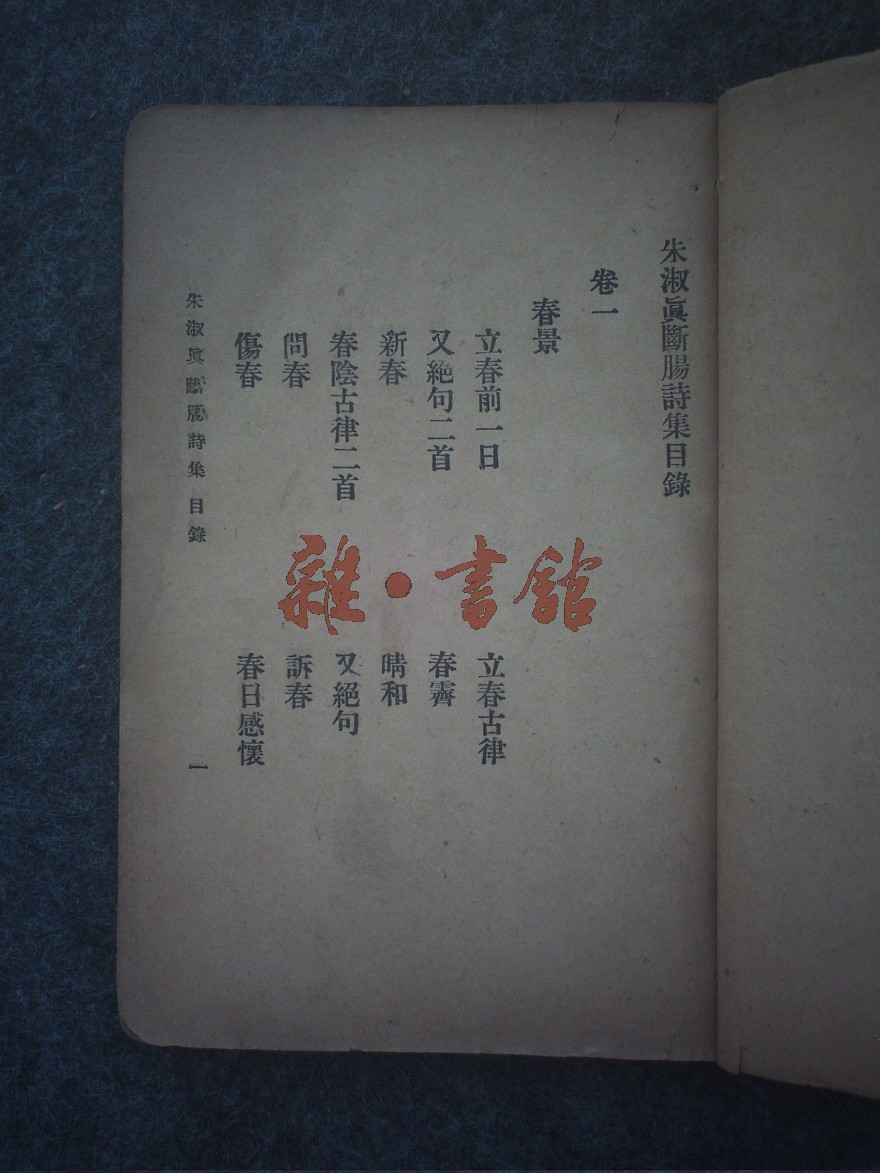 朱淑眞斷腸詩集目錄
卷一
春景
立春前一日
立春古律
又絕句二首
春霽
新春
晴和
春陰古律二首
又絕句
問春
訴春
傷春
春日感懷
朱淑眞斷腸詩集 目錄
一
雜·書館